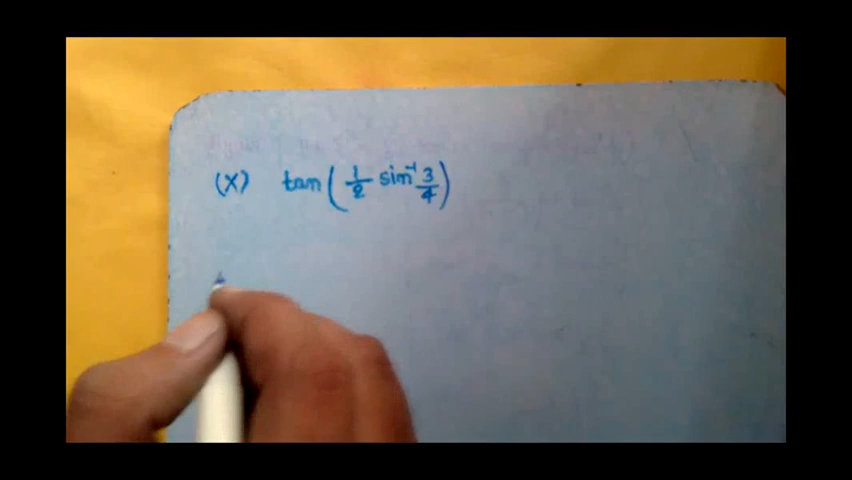 (X) tan(1/2 sin⁻¹ 3/4)